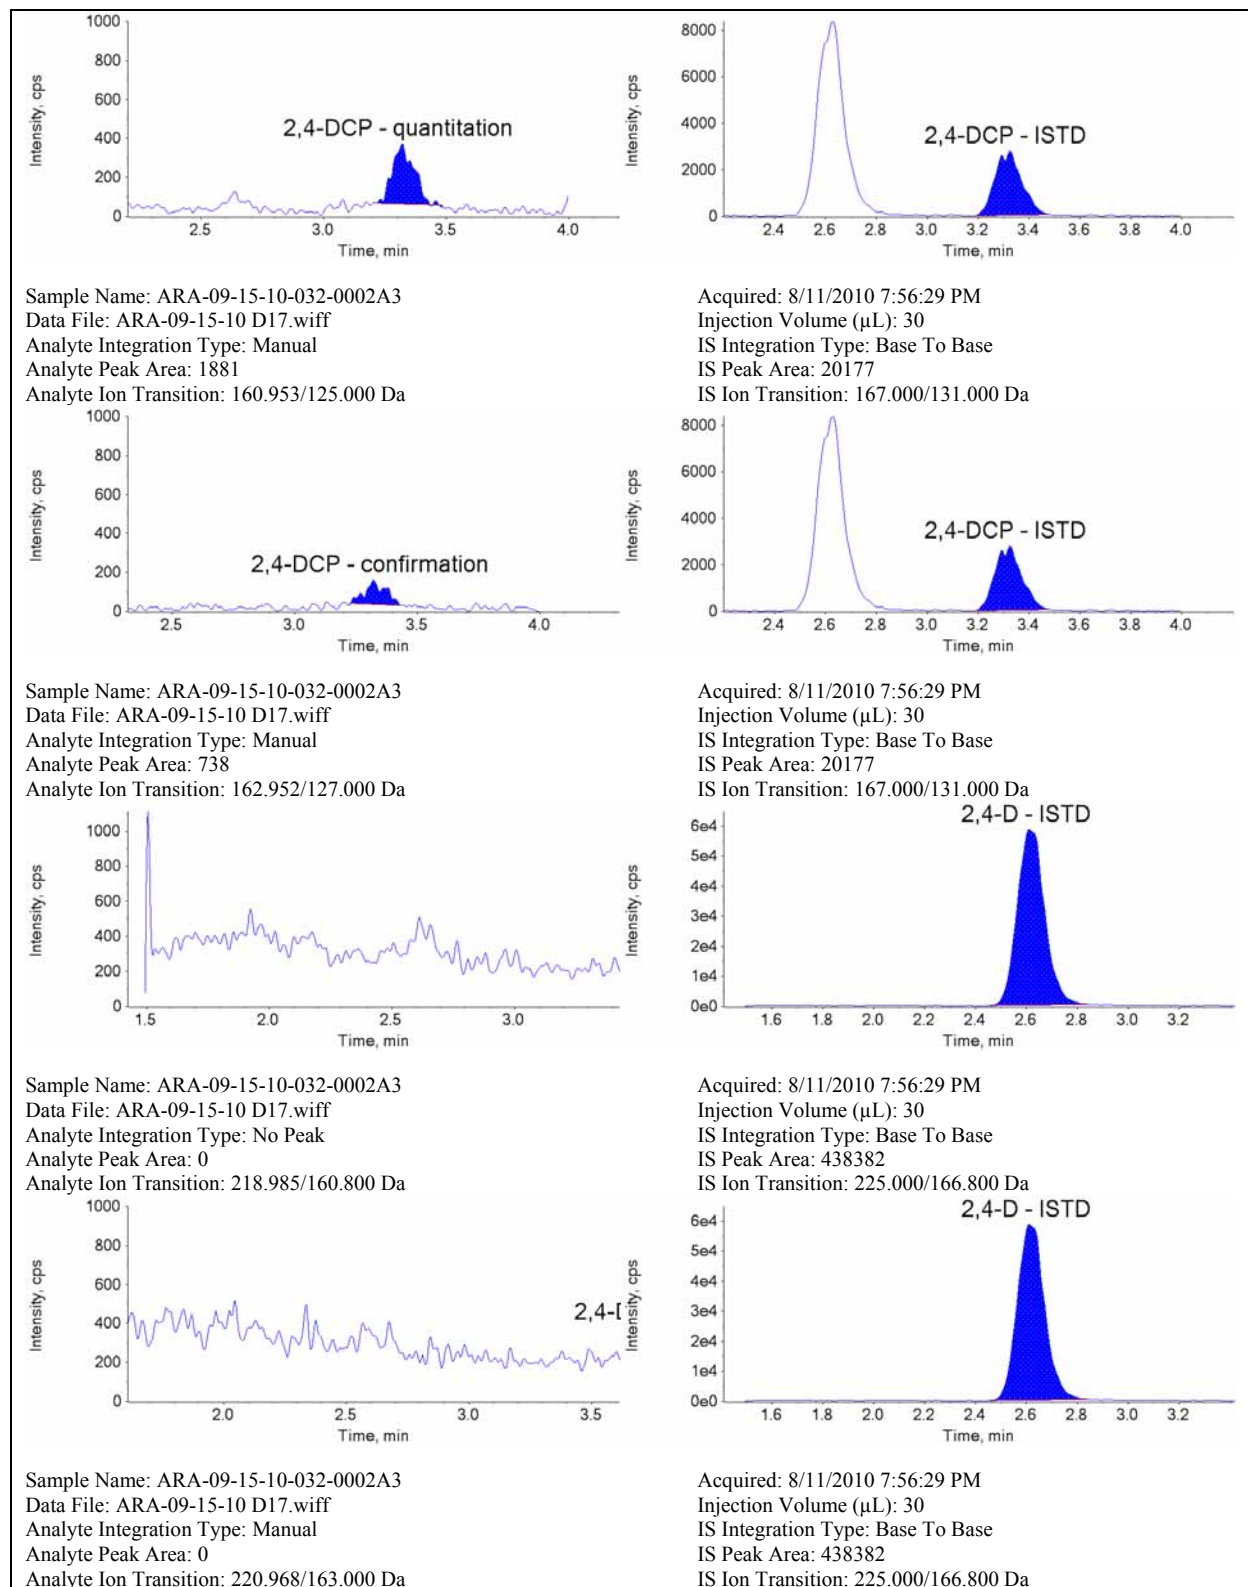 1000
800
600
400
200
0
Intensity, cps
2,4-DCP - quantitation
2.5 3.0 3.5 4.0
Time, min
8000
6000
4000
2000
0
Intensity, cps
2,4-DCP - ISTD
2.4 2.6 2.8 3.0 3.2 3.4 3.6 3.8 4.0
Time, min
Sample Name: ARA-09-15-10-032-0002A3
Data File: ARA-09-15-10 D17.wiff
Analyte Integration Type: Manual
Analyte Peak Area: 1881
Analyte Ion Transition: 160.953/125.000 Da
Acquired: 8/11/2010 7:56:29 PM
Injection Volume (µL): 30
IS Integration Type: Base To Base
IS Peak Area: 20177
IS Ion Transition: 167.000/131.000 Da
1000
800
600
400
200
0
Intensity, cps
2,4-DCP - confirmation
2.5 3.0 3.5 4.0
Time, min
8000
6000
4000
2000
0
Intensity, cps
2,4-DCP - ISTD
2.4 2.6 2.8 3.0 3.2 3.4 3.6 3.8 4.0
Time, min
Sample Name: ARA-09-15-10-032-0002A3
Data File: ARA-09-15-10 D17.wiff
Analyte Integration Type: Manual
Analyte Peak Area: 738
Analyte Ion Transition: 162.952/127.000 Da
Acquired: 8/11/2010 7:56:29 PM
Injection Volume (µL): 30
IS Integration Type: Base To Base
IS Peak Area: 20177
IS Ion Transition: 167.000/131.000 Da
1000
800
600
400
200
0
Intensity, cps
1.5 2.0 2.5 3.0
Time, min
2,4-D - ISTD
6e4
5e4
4e4
3e4
2e4
1e4
0e0
Intensity, cps
1.6 1.8 2.0 2.2 2.4 2.6 2.8 3.0 3.2
Time, min
Sample Name: ARA-09-15-10-032-0002A3
Data File: ARA-09-15-10 D17.wiff
Analyte Integration Type: No Peak
Analyte Peak Area: 0
Analyte Ion Transition: 218.985/160.800 Da
Acquired: 8/11/2010 7:56:29 PM
Injection Volume (µL): 30
IS Integration Type: Base To Base
IS Peak Area: 438382
IS Ion Transition: 225.000/166.800 Da
1000
800
600
400
200
0
Intensity, cps
2,4-
2.0 2.5 3.0 3.5
Time, min
2,4-D - ISTD
6e4
5e4
4e4
3e4
2e4
1e4
0e0
Intensity, cps
1.6 1.8 2.0 2.2 2.4 2.6 2.8 3.0 3.2
Time, min
Sample Name: ARA-09-15-10-032-0002A3
Data File: ARA-09-15-10 D17.wiff
Analyte Integration Type: Manual
Analyte Peak Area: 0
Analyte Ion Transition: 220.968/163.000 Da
Acquired: 8/11/2010 7:56:29 PM
Injection Volume (µL): 30
IS Integration Type: Base To Base
IS Peak Area: 438382
IS Ion Transition: 225.000/166.800 Da